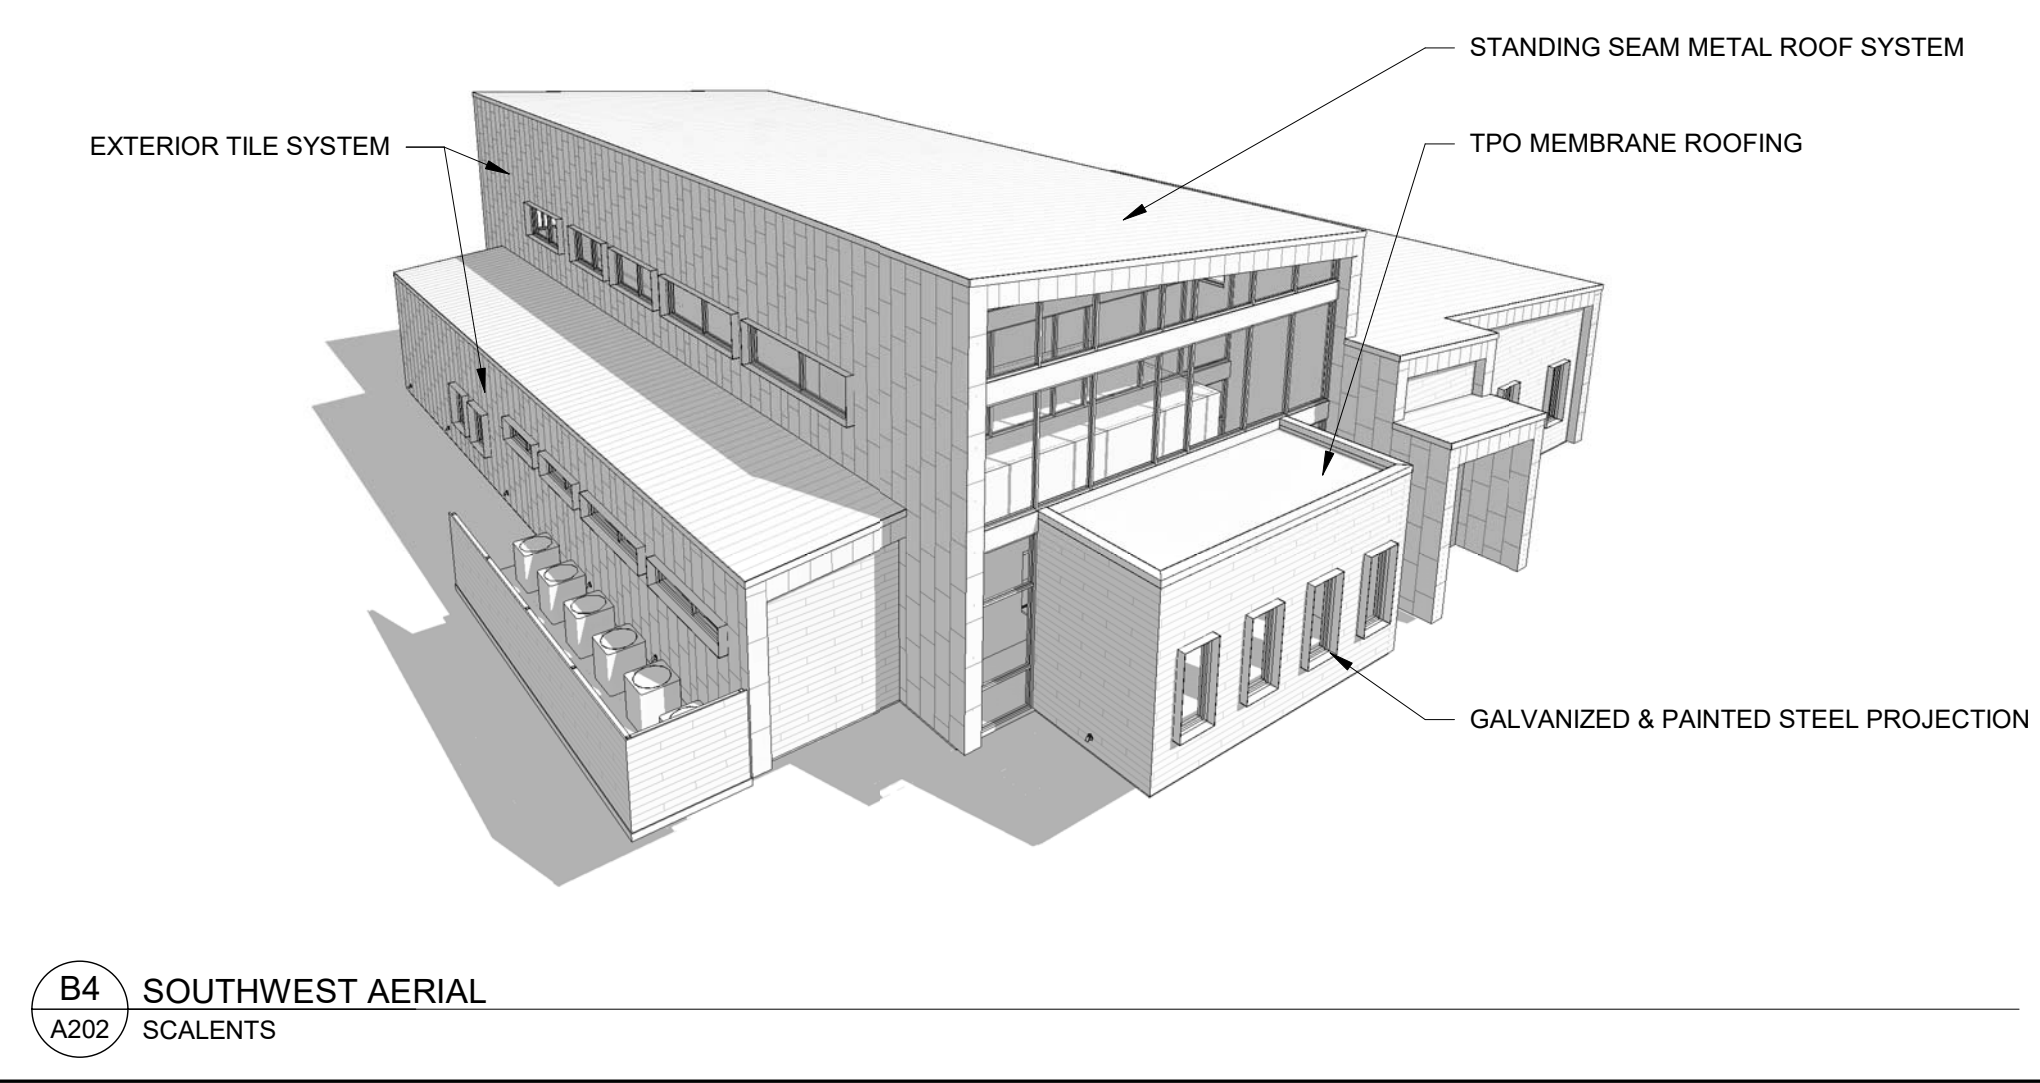 STANDING SEAM METAL ROOF SYSTEM
EXTERIOR TILE SYSTEM
TPO MEMBRANE ROOFING
GALVANIZED & PAINTED STEEL PROJECTION
B4
SOUTHWEST AERIAL
A202
SCALENTS